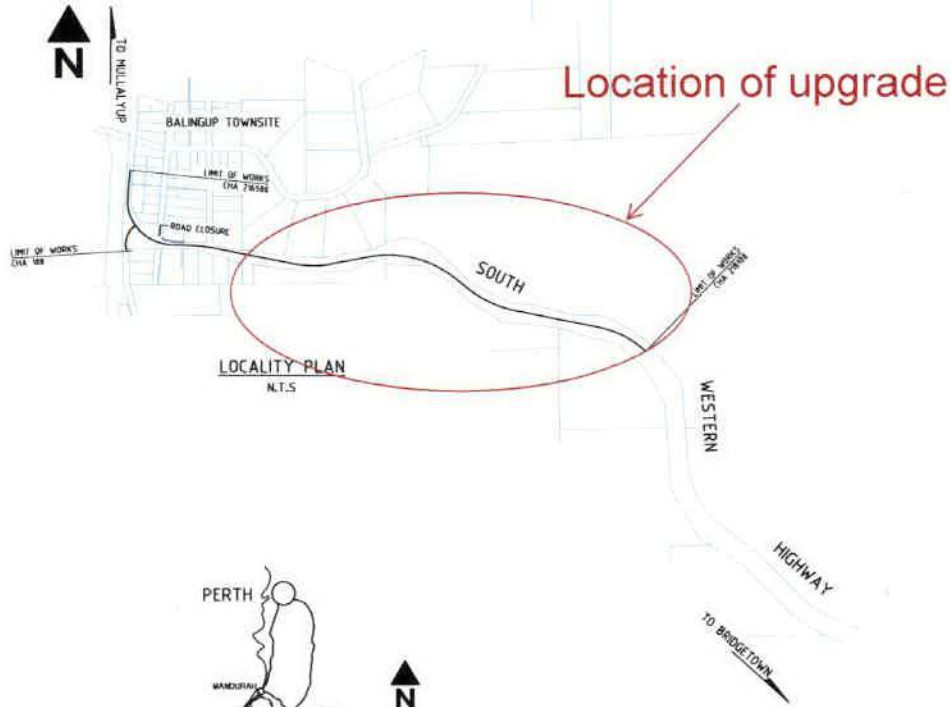 N
TO MULLALYUP
Location of upgrade
BALINGUP TOWNSITE
LIMIT OF WORKS
ROAD CLOSURE
LIMIT OF WORKS
SOUTH
LIMIT OF WORKS
LOCALITY PLAN
N.T.S
WESTERN
HIGHWAY
TO BRIDGETOWN
PERTH
MANDURAH
N